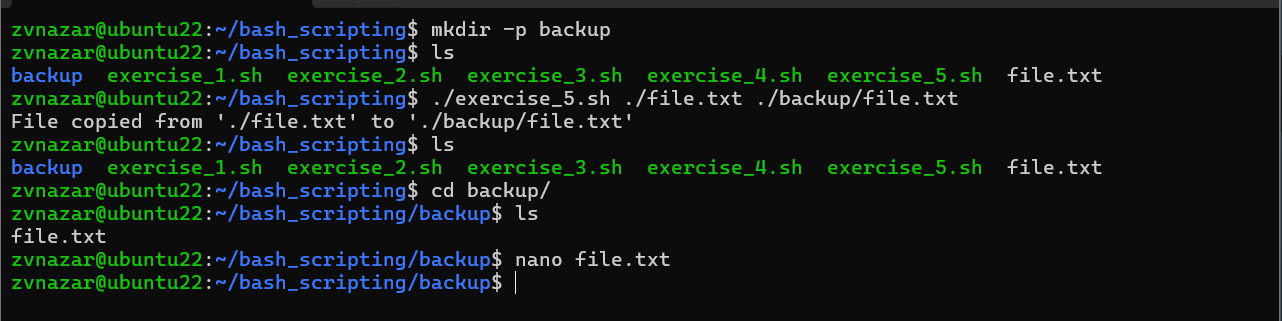 zvnazar@ubuntu22:~/bash_scripting$ mkdir -p backup
zvnazar@ubuntu22:~/bash_scripting$ ls
backup  exercise_1.sh  exercise_2.sh  exercise_3.sh  exercise_4.sh  exercise_5.sh  file.txt
zvnazar@ubuntu22:~/bash_scripting$ ./exercise_5.sh ./file.txt ./backup/file.txt
File copied from './file.txt' to './backup/file.txt'
zvnazar@ubuntu22:~/bash_scripting$ ls
backup  exercise_1.sh  exercise_2.sh  exercise_3.sh  exercise_4.sh  exercise_5.sh  file.txt
zvnazar@ubuntu22:~/bash_scripting$ cd backup/
zvnazar@ubuntu22:~/bash_scripting/backup$ ls
file.txt
zvnazar@ubuntu22:~/bash_scripting/backup$ nano file.txt
zvnazar@ubuntu22:~/bash_scripting/backup$